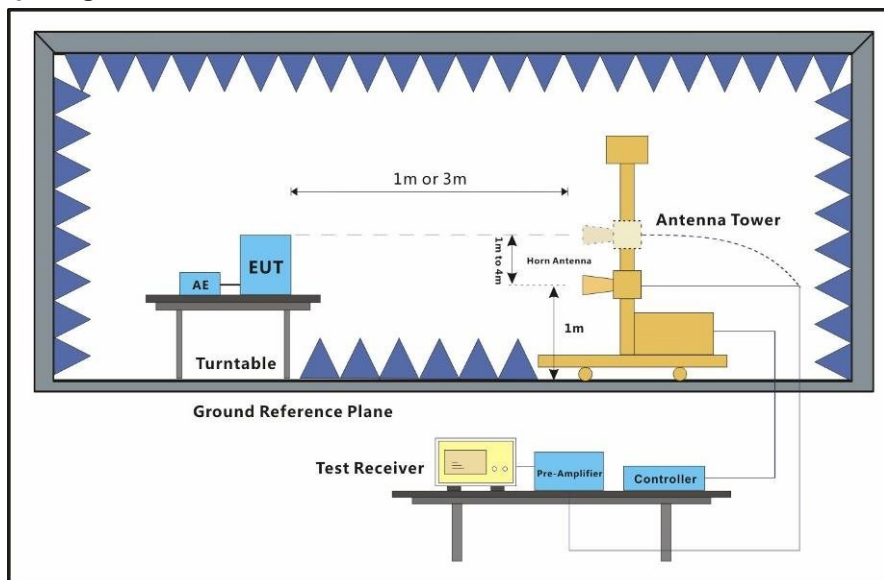 1m or 3m
Antenna Tower
1m to 4m
Horn Antenna
EUT
AE
1m
Turntable
Ground Reference Plane
Test Receiver
Pre-Amplifier
Controller